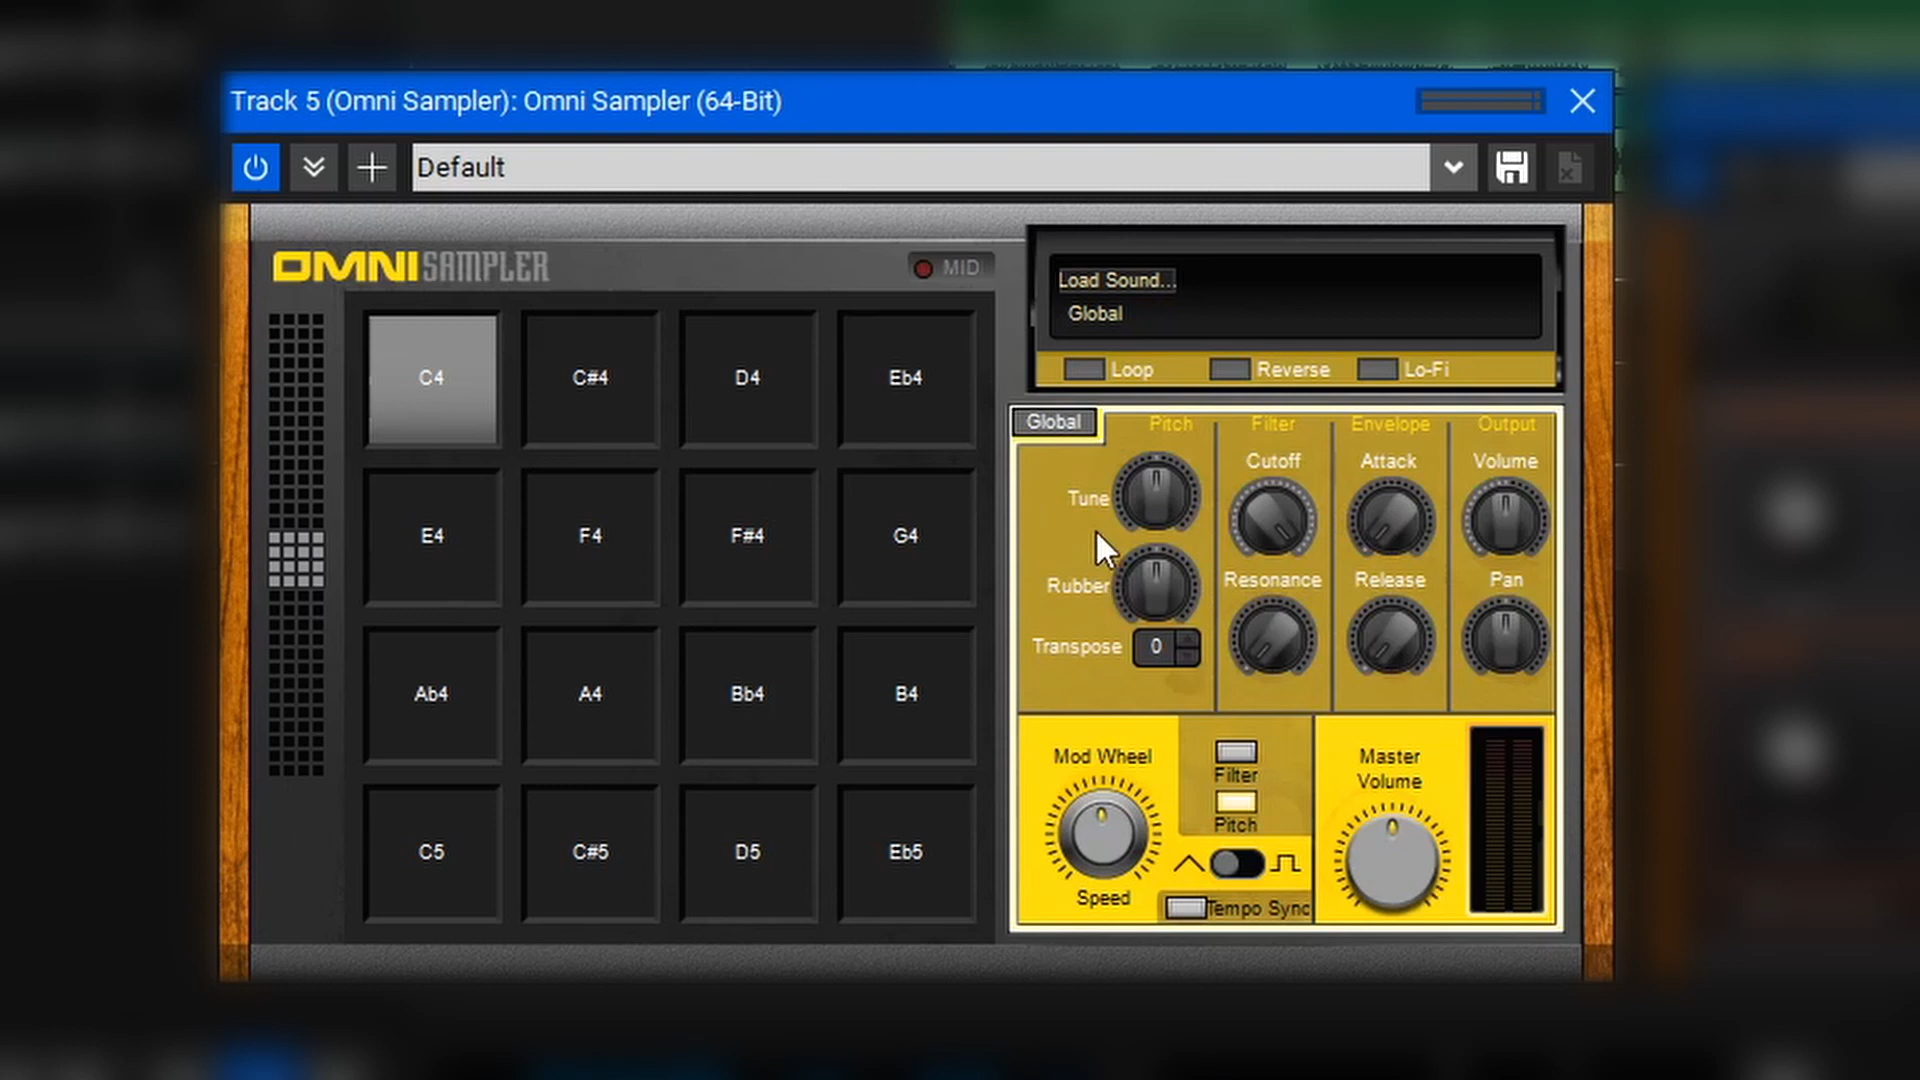 Track 5 (Omni Sampler): Omni Sampler (64-Bit)
Default
OMNI SAMPLER
MID
Load Sound...
Global
Loop Reverse Lo-Fi
C4 C#4 D4 Eb4
E4 F4 F#4 G4
Ab4 A4 Bb4 B4
C5 C#5 D5 Eb5
Global Pitch Filter Envelope Output
Cutoff Attack Volume
Tune
Resonance Release Pan
Rubber
Transpose 0
Mod Wheel
Speed
Filter
Pitch
Tempo Sync
Master
Volume